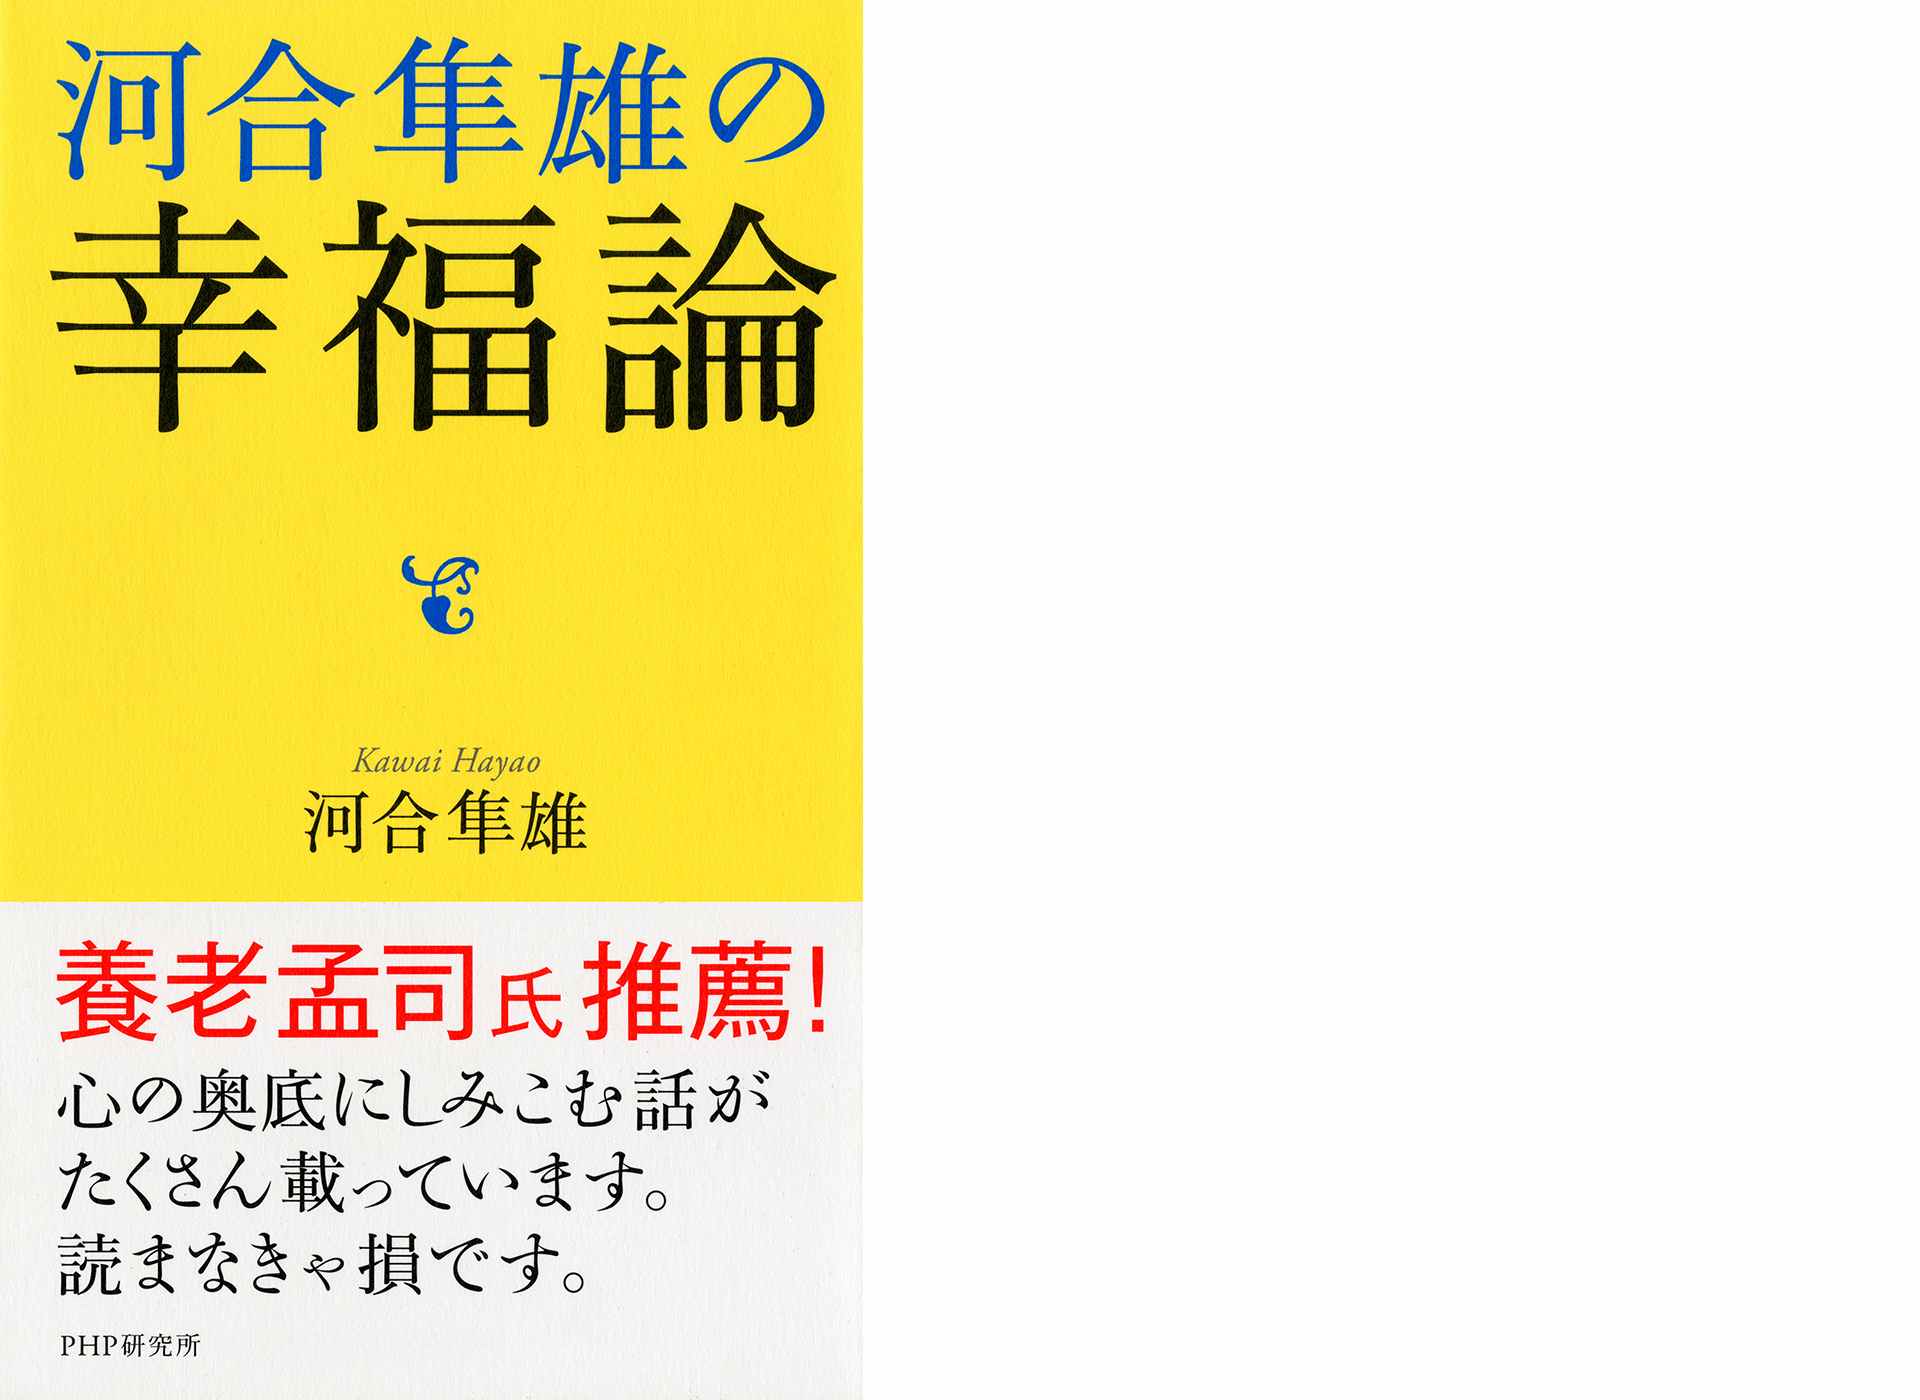 河合隼雄の
幸福論
Kawai Hayao
河合隼雄
養老孟司氏推薦!
心の奥底にしみこむ話が
たくさん載っています。
読まなきゃ損です。
PHP研究所